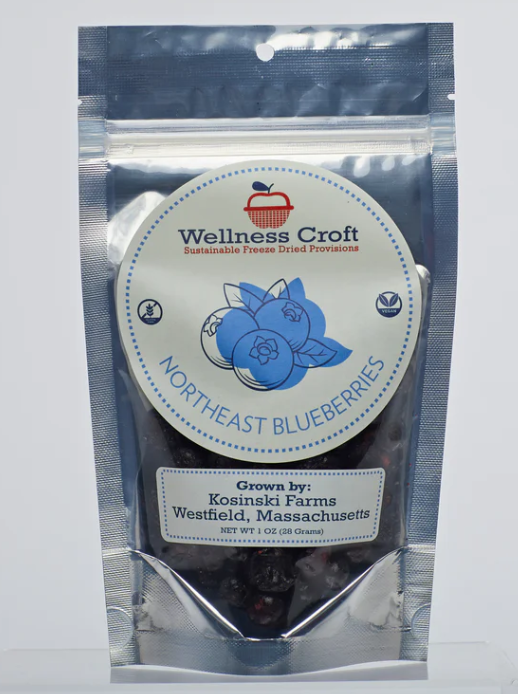 Wellness Croft
Sustainable Freeze Dried Provisions
VEGAN
NORTHEAST BLUEBERRIES
Grown by:
Kosinski Farms
Westfield, Massachusetts
NET WT 1 OZ (28 Grams)